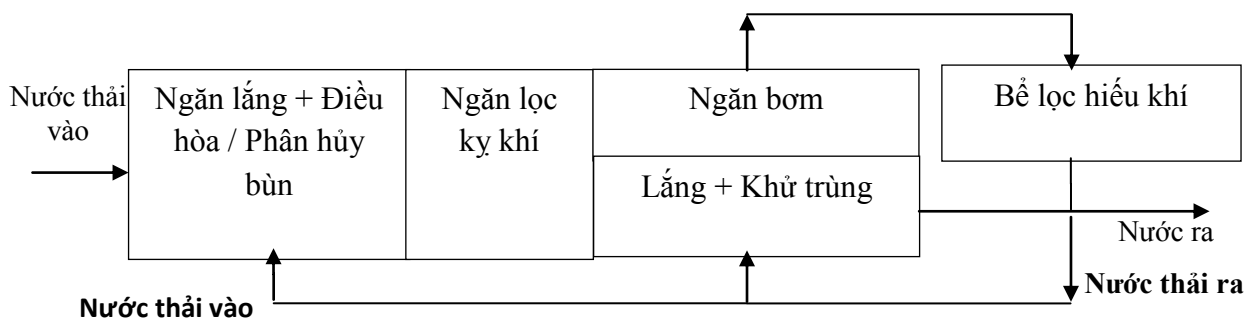 Nước thải
vào
Ngăn lắng + Điều
hòa / Phân hủy
bùn
Ngăn lọc
kỵ khí
Ngăn bơm
Lắng + Khử trùng
Bể lọc hiếu khí
Nước ra
Nước thải ra
Nước thải vào